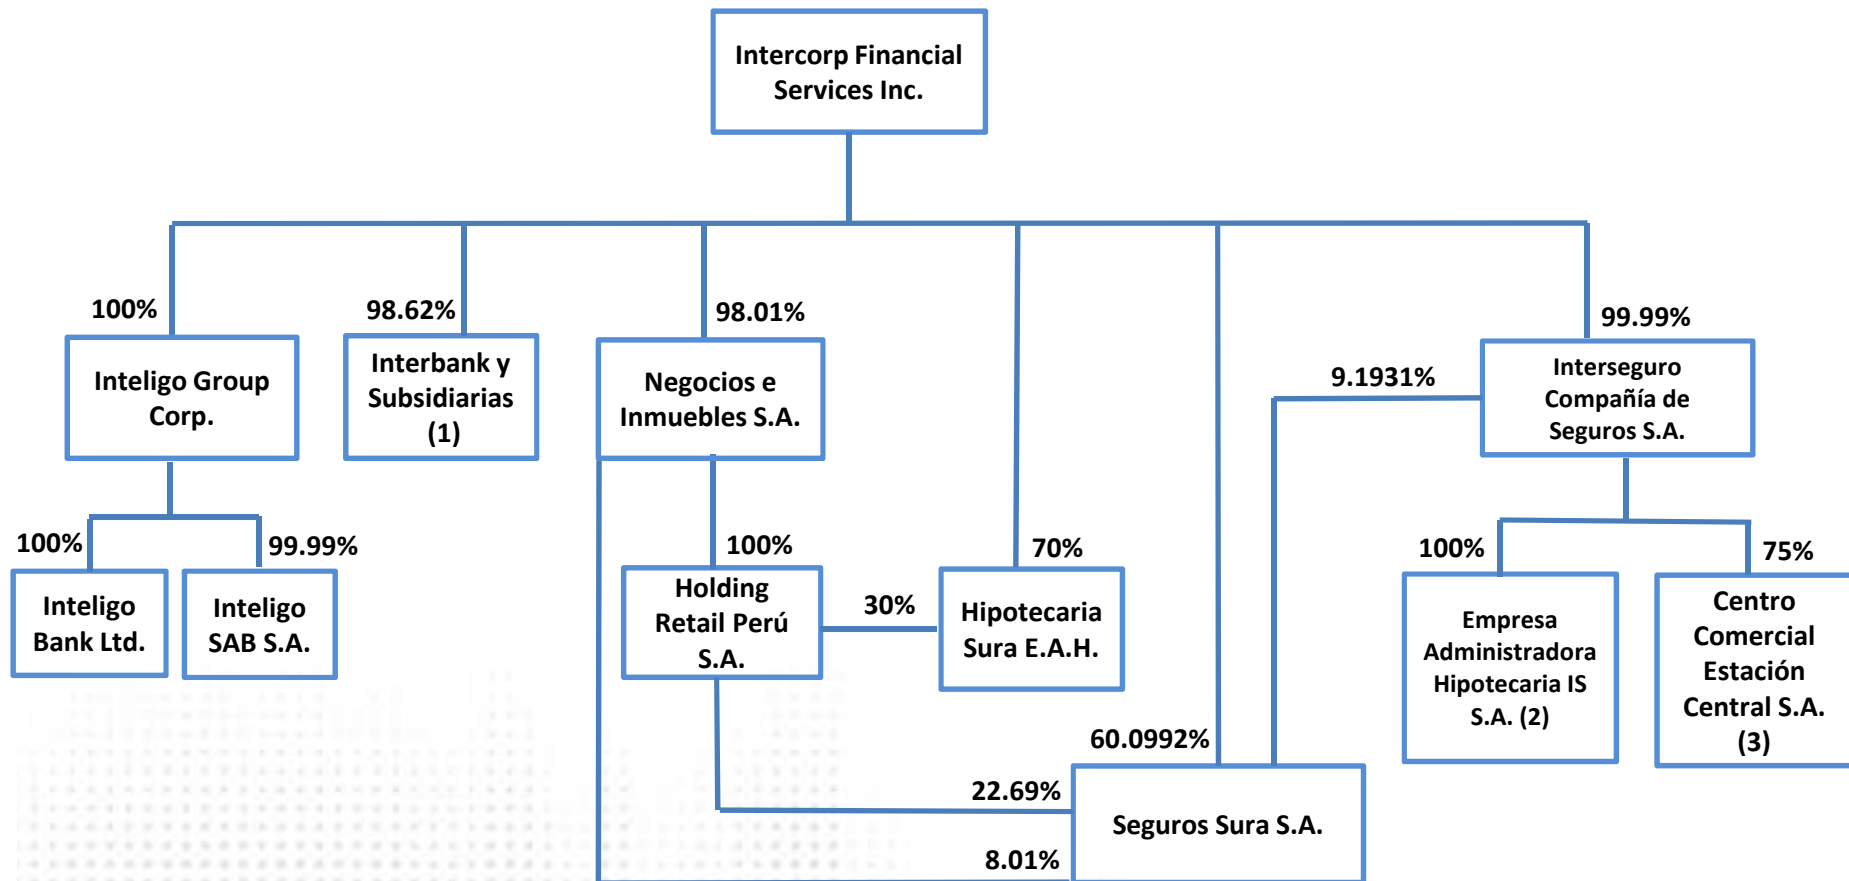 Intercorp Financial
Services Inc.
100%
98.62%
98.01%
99.99%
Inteligo Group
Corp.
Interbank y
Subsidiarias
(1)
Negocios e
Inmuebles S.A.
9.1931%
Interseguro
Compañía de
Seguros S.A.
100%
99.99%
100%
70%
100%
75%
Inteligo
Bank Ltd.
Inteligo
SAB S.A.
Holding
Retail Perú
S.A.
30%
Hipotecaria
Sura E.A.H.
Empresa
Administradora
Hipotecaria IS
S.A. (2)
Centro
Comercial
Estación
Central S.A.
(3)
60.0992%
22.69%
8.01%
Seguros Sura S.A.